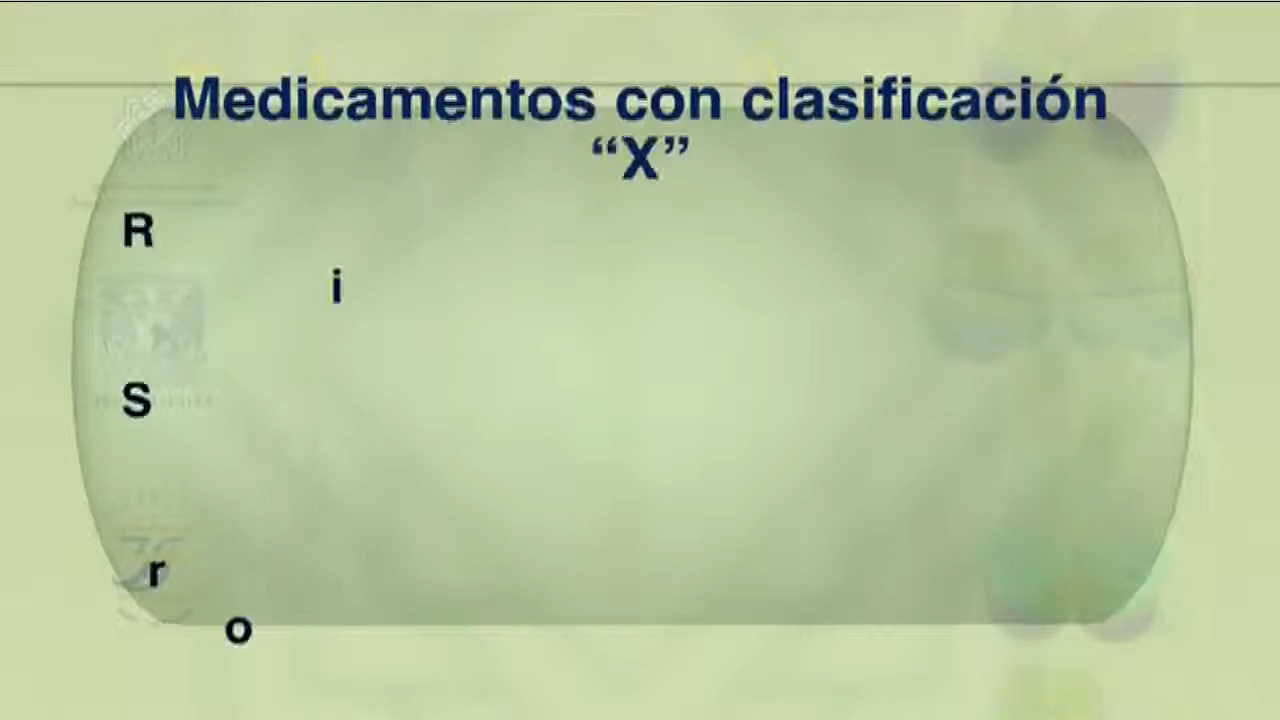 Medicamentos con clasificación
“X”
R
i
S
r
o